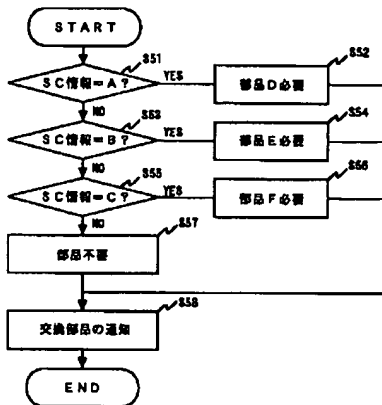 START
S51
SC情報=A?
YES
S52
部品D必要
NO
S53
SC情報=B?
YES
S54
部品E必要
NO
S55
SC情報=C?
YES
S56
部品F必要
NO
S57
部品不要
S58
交換部品の通知
END